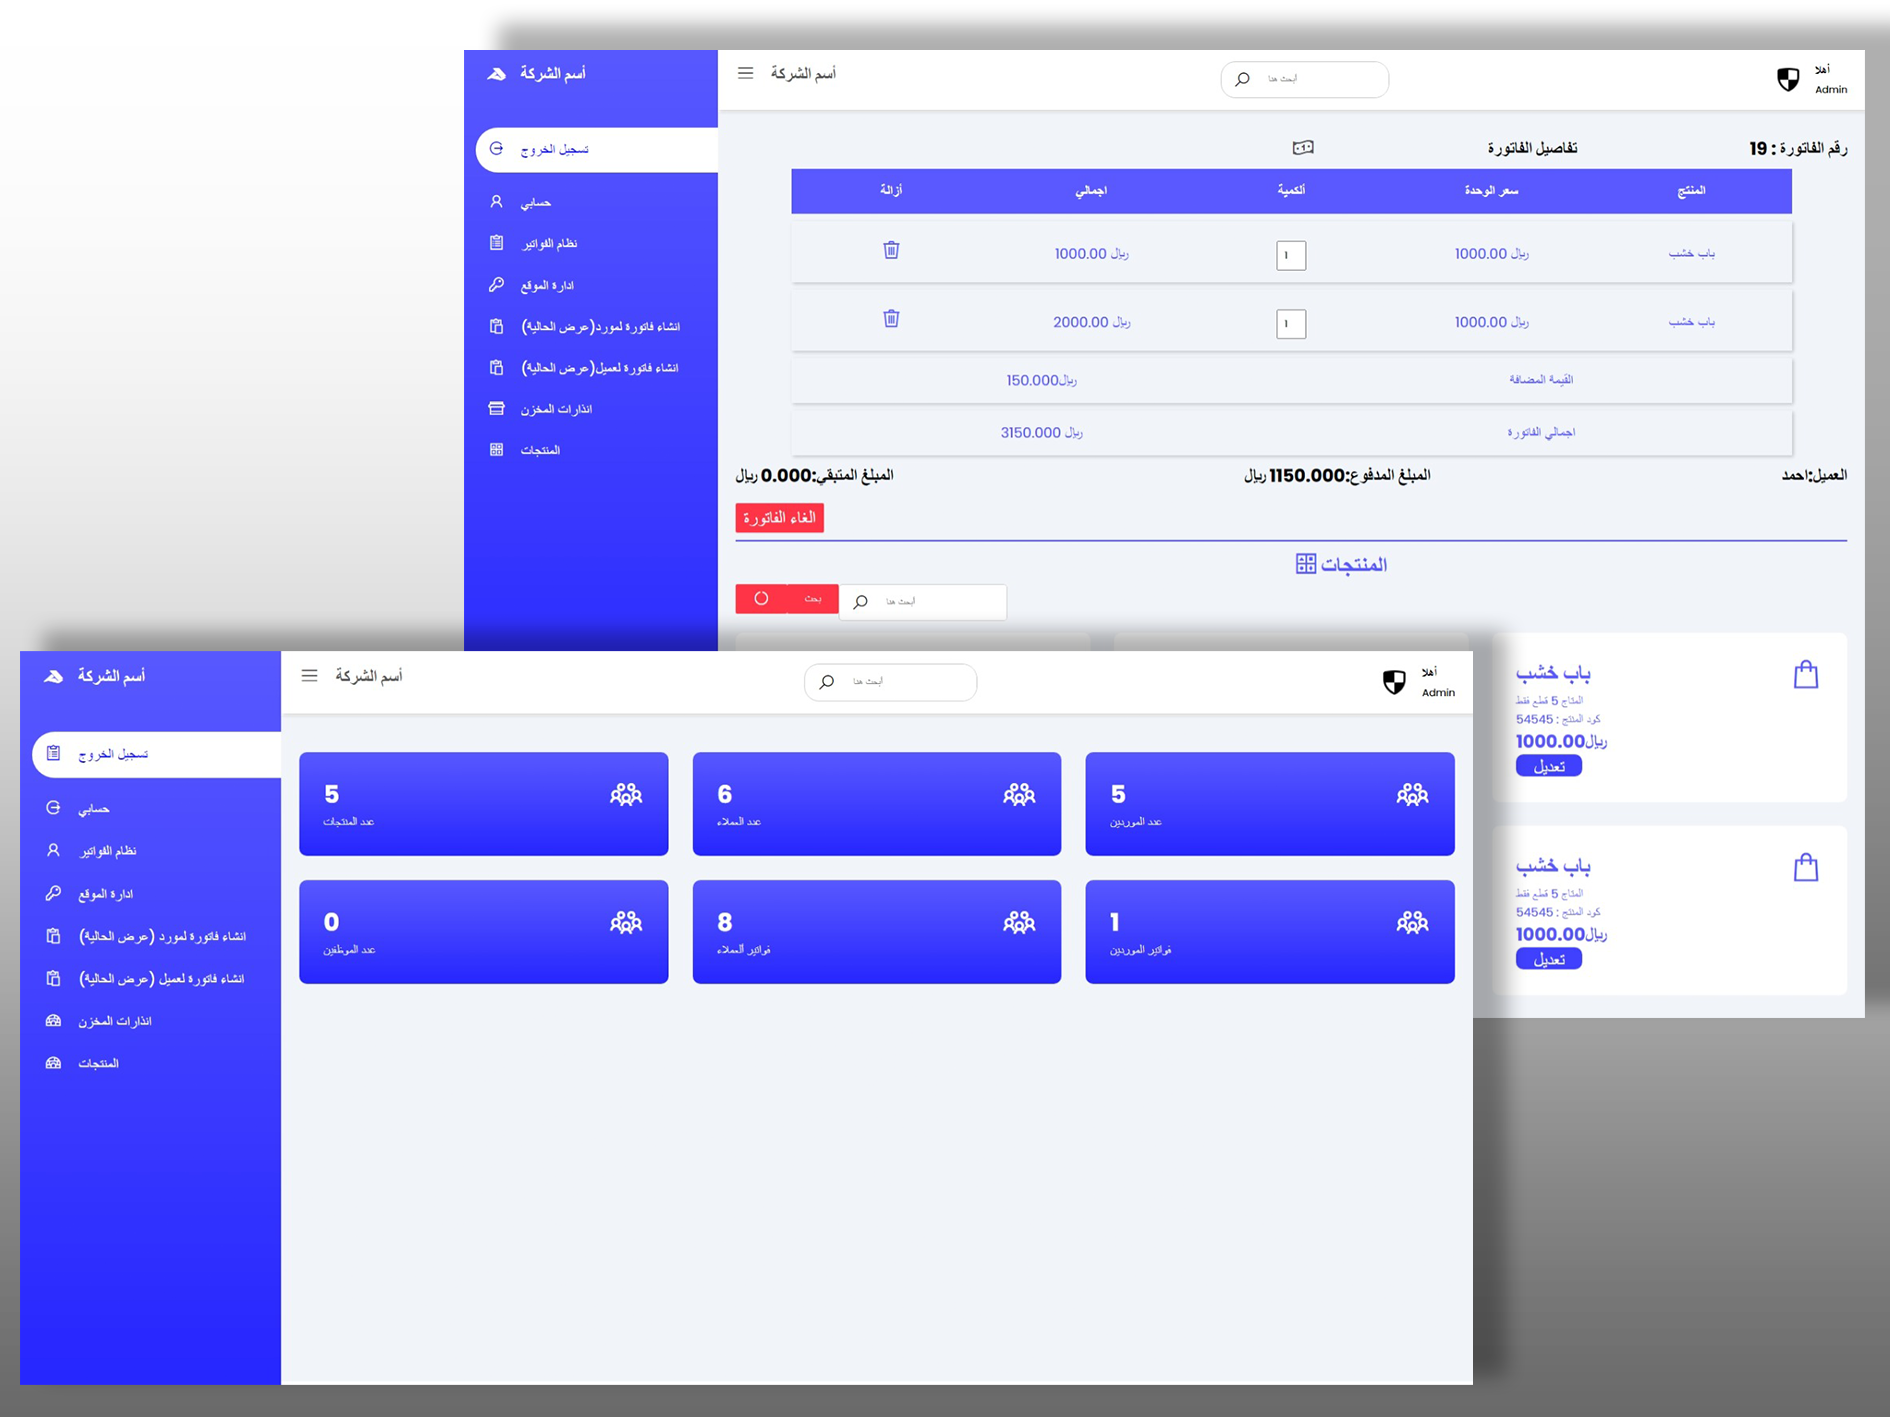 أسم الشركة
تسجيل الخروج
حسابي
نظام الفواتير
ادارة الموقع
انشاء فاتورة لمورد(عرض الحالية)
انشاء فاتورة لعميل(عرض الحالية)
انذارات المخزن
المنتجات
أسم الشركة
أبحث هنا
أهلا
Admin
رقم الفاتورة : 19
تفاصيل الفاتورة
المنتج سعر الوحدة ألكمية اجمالي أزالة
باب خشب ريال 1000.00 1 ريال 1000.00
باب خشب ريال 1000.00 1 ريال 2000.00
القيمة المضافة ريال150.000
اجمالي الفاتورة ريال 3150.000
العميل:احمد
المبلغ المدفوع:1150.000 ريال
المبلغ المتبقي:0.000 ريال
الغاء الفاتورة
المنتجات
بحث
أبحث هنا
باب خشب
المتاح 5 قطع فقط
كود المنتج : 54545
ريال1000.00
تعديل
باب خشب
المتاح 5 قطع فقط
كود المنتج : 54545
ريال1000.00
تعديل
أسم الشركة
تسجيل الخروج
حسابي
نظام الفواتير
ادارة الموقع
انشاء فاتورة لمورد (عرض الحالية)
انشاء فاتورة لعميل (عرض الحالية)
انذارات المخزن
المنتجات
أسم الشركة
أبحث هنا
أهلا
Admin
5
عدد الموردين
6
عدد العملاء
5
عدد المنتجات
1
فواتير الموردين
8
فواتير العملاء
0
عدد الموظفين